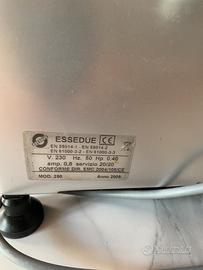 ESSEDUE CE
EN 55014-1 - EN 55014-2
EN 61000-3-2 - EN 61000-3-3
V. 230 Hz. 50 Hp 0,40
amp. 0,8 servizio 20/20
CONFORME DIR. EMC 2004/108/CE
MOD. 250 Anno 2008
subito